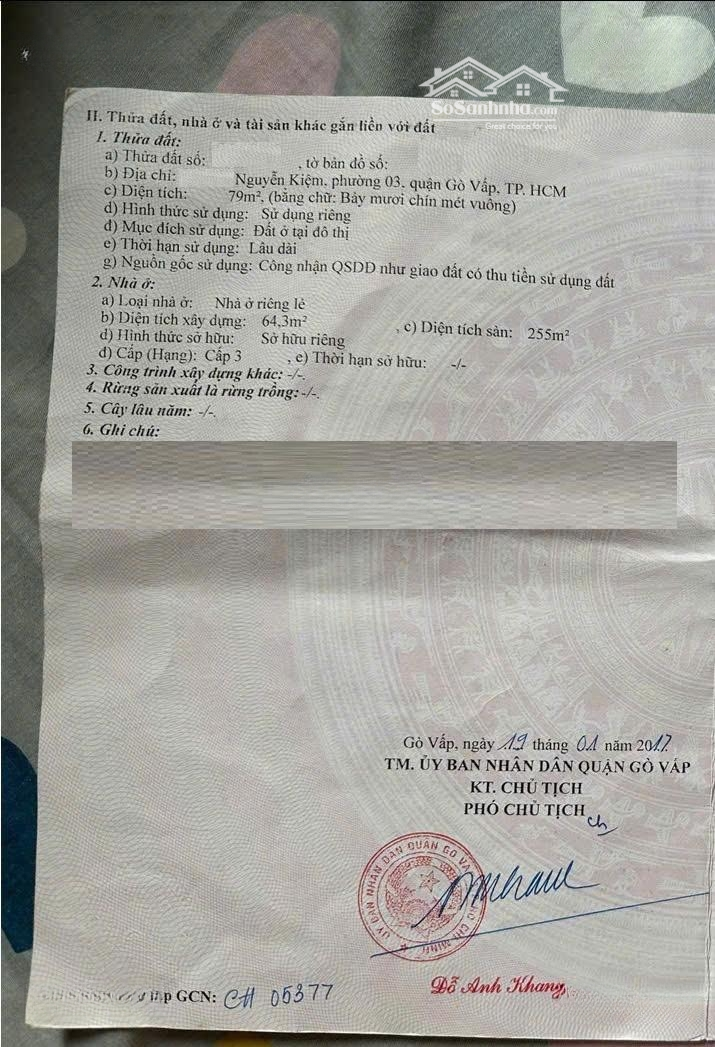 SoSanhnha.com
Great choice for you
II. Thửa đất, nhà ở và tài sản khác gắn liền với đất
1. Thửa đất:
a) Thửa đất số: , tờ bản đồ số:
b) Địa chỉ: Nguyễn Kiệm, phường 03, quận Gò Vấp, TP. HCM
c) Diện tích: 79m², (bằng chữ: Bảy mươi chín mét vuông)
d) Hình thức sử dụng: Sử dụng riêng
đ) Mục đích sử dụng: Đất ở tại đô thị
e) Thời hạn sử dụng: Lâu dài
g) Nguồn gốc sử dụng: Công nhận QSDĐ như giao đất có thu tiền sử dụng đất
2. Nhà ở:
a) Loại nhà ở: Nhà ở riêng lẻ
b) Diện tích xây dựng: 64,3m² , c) Diện tích sàn: 255m²
d) Hình thức sở hữu: Sở hữu riêng
đ) Cấp (Hạng): Cấp 3 , e) Thời hạn sở hữu: -/-
3. Công trình xây dựng khác: -/-.
4. Rừng sản xuất là rừng trồng: -/-.
5. Cây lâu năm: -/-.
6. Ghi chú:
Gò Vấp, ngày 19 tháng 01 năm 2017
TM. ỦY BAN NHÂN DÂN QUẬN GÒ VẤP
KT. CHỦ TỊCH
PHÓ CHỦ TỊCH
ỦY BAN NHÂN DÂN QUẬN GÒ VẤP
HỒ CHÍ MINH
Đỗ Anh Khang
cấp GCN: CH 05377